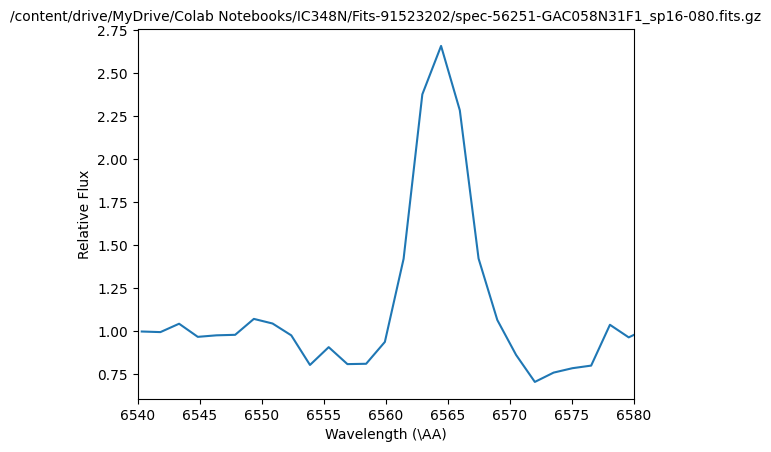 /content/drive/MyDrive/Colab Notebooks/IC348N/Fits-91523202/spec-56251-GAC058N31F1_sp16-080.fits.gz
2.75
2.50
2.25
2.00
1.75
1.50
1.25
1.00
0.75
Relative Flux
6540 6545 6550 6555 6560 6565 6570 6575 6580
Wavelength (\AA)